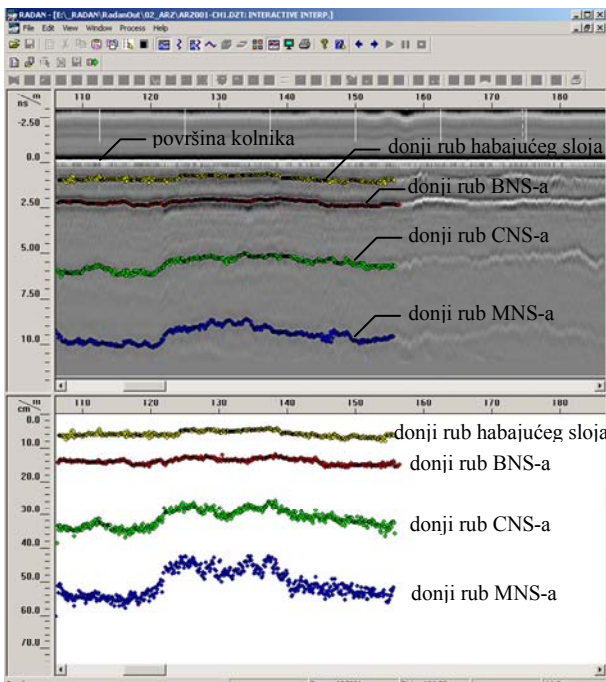 RADAN - [E:\_RADAN\RadanOut\02_ARZ\ARZ001-CH1.DZT: INTERACTIVE INTERP.]
File Edit View Window Process Help
m
ns
110 120 130 140 150 160 170 180
-2.50
0.0
2.50
5.00
7.50
10.0
površina kolnika
donji rub habajućeg sloja
donji rub BNS-a
donji rub CNS-a
donji rub MNS-a
m
cm
110 120 130 140 150 160 170 180
0.0
10.0
20.0
30.0
40.0
50.0
60.0
70.0
donji rub habajućeg sloja
donji rub BNS-a
donji rub CNS-a
donji rub MNS-a